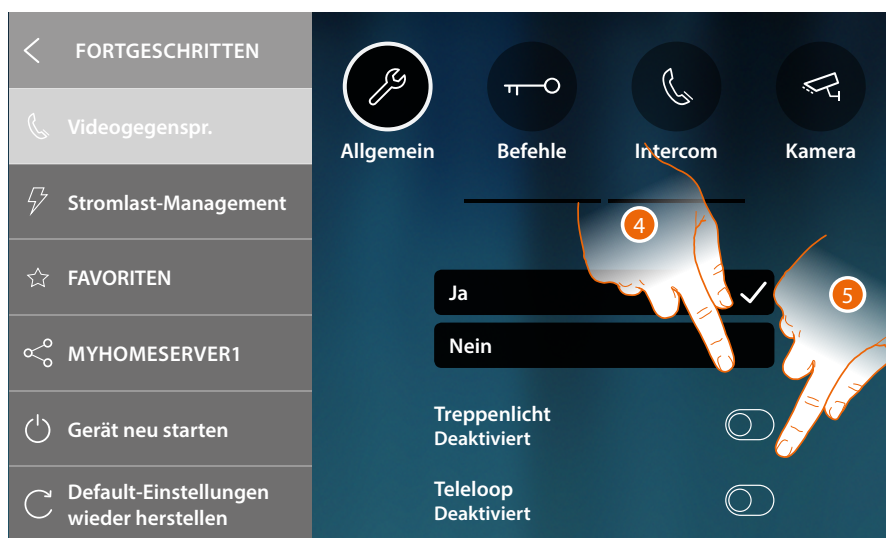 FORTGESCHRITTEN
Videogegenspr.
Stromlast-Management
FAVORITEN
MYHOMESERVER1
Gerät neu starten
Default-Einstellungen
wieder herstellen
Allgemein
Befehle
Intercom
Kamera
4
Ja
5
Nein
Treppenlicht
Deaktiviert
Teleloop
Deaktiviert